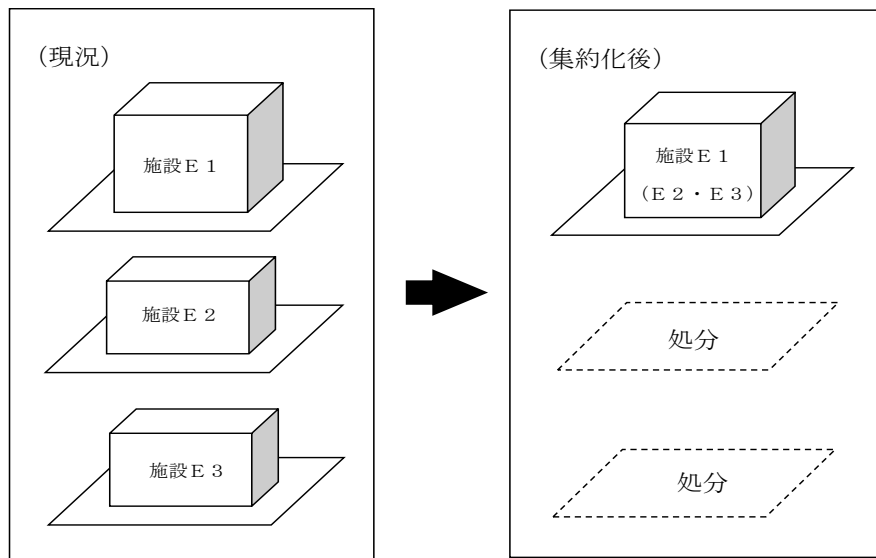 (現況)
施設E1
施設E2
施設E3
(集約化後)
施設E1
(E2・E3)
処分
処分